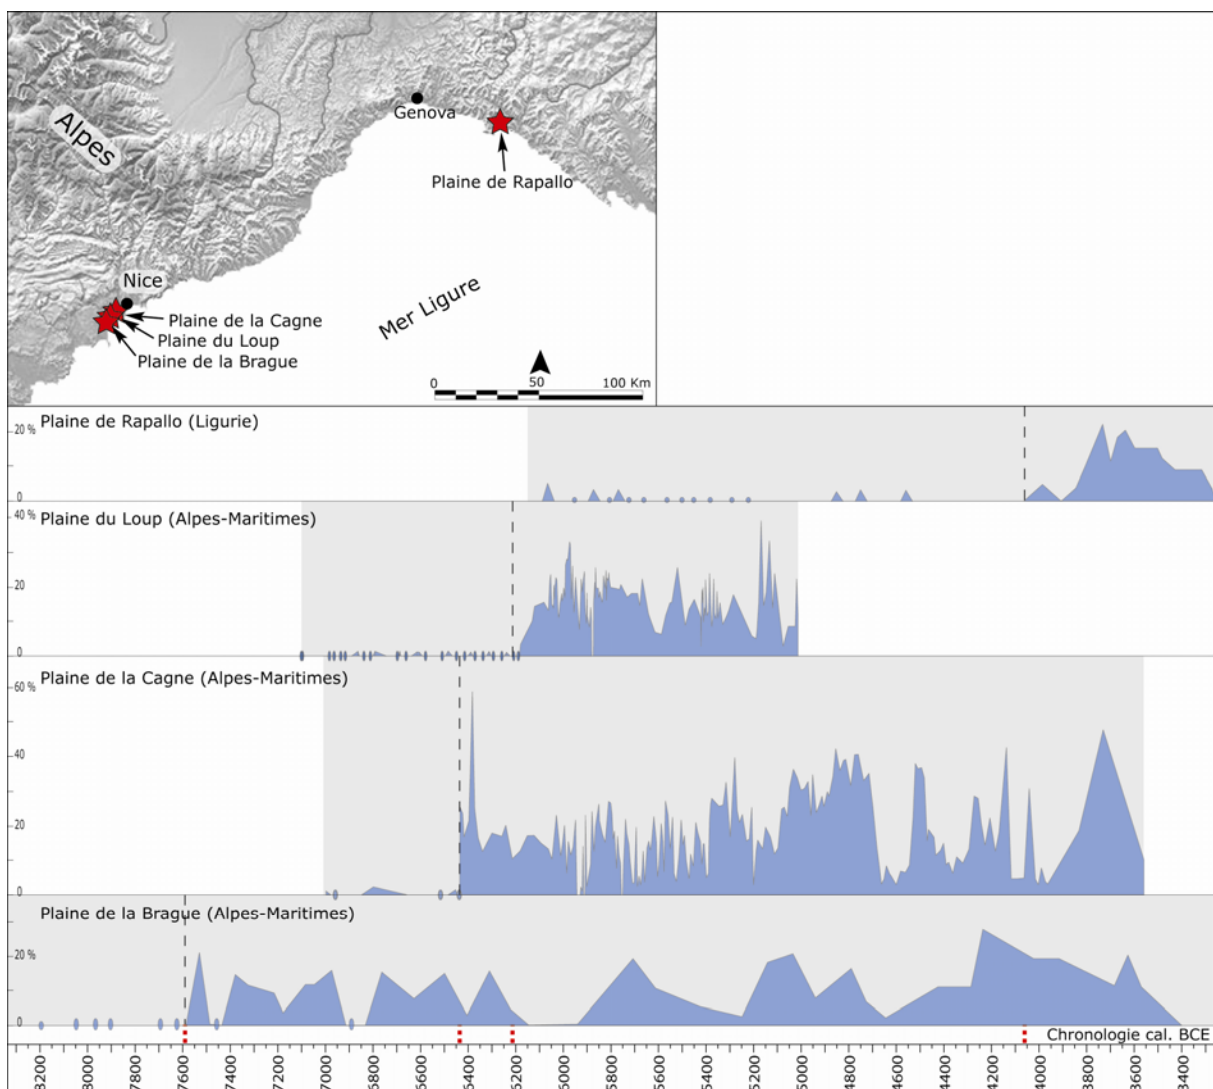 Alpes
Genova
Plaine de Rapallo
Nice
Plaine de la Cagne
Plaine du Loup
Plaine de la Brague
Mer Ligure
0 50 100 Km
Plaine de Rapallo (Ligurie)
20 %
0
Plaine du Loup (Alpes-Maritimes)
40 %
20
0
Plaine de la Cagne (Alpes-Maritimes)
60 %
40
20
0
Plaine de la Brague (Alpes-Maritimes)
20 %
0
Chronologie cal. BCE
8200 8000 7800 7600 7400 7200 7000 6800 6600 6400 6200 6000 5800 5600 5400 5200 5000 4800 4600 4400 4200 4000 3800 3600 3400